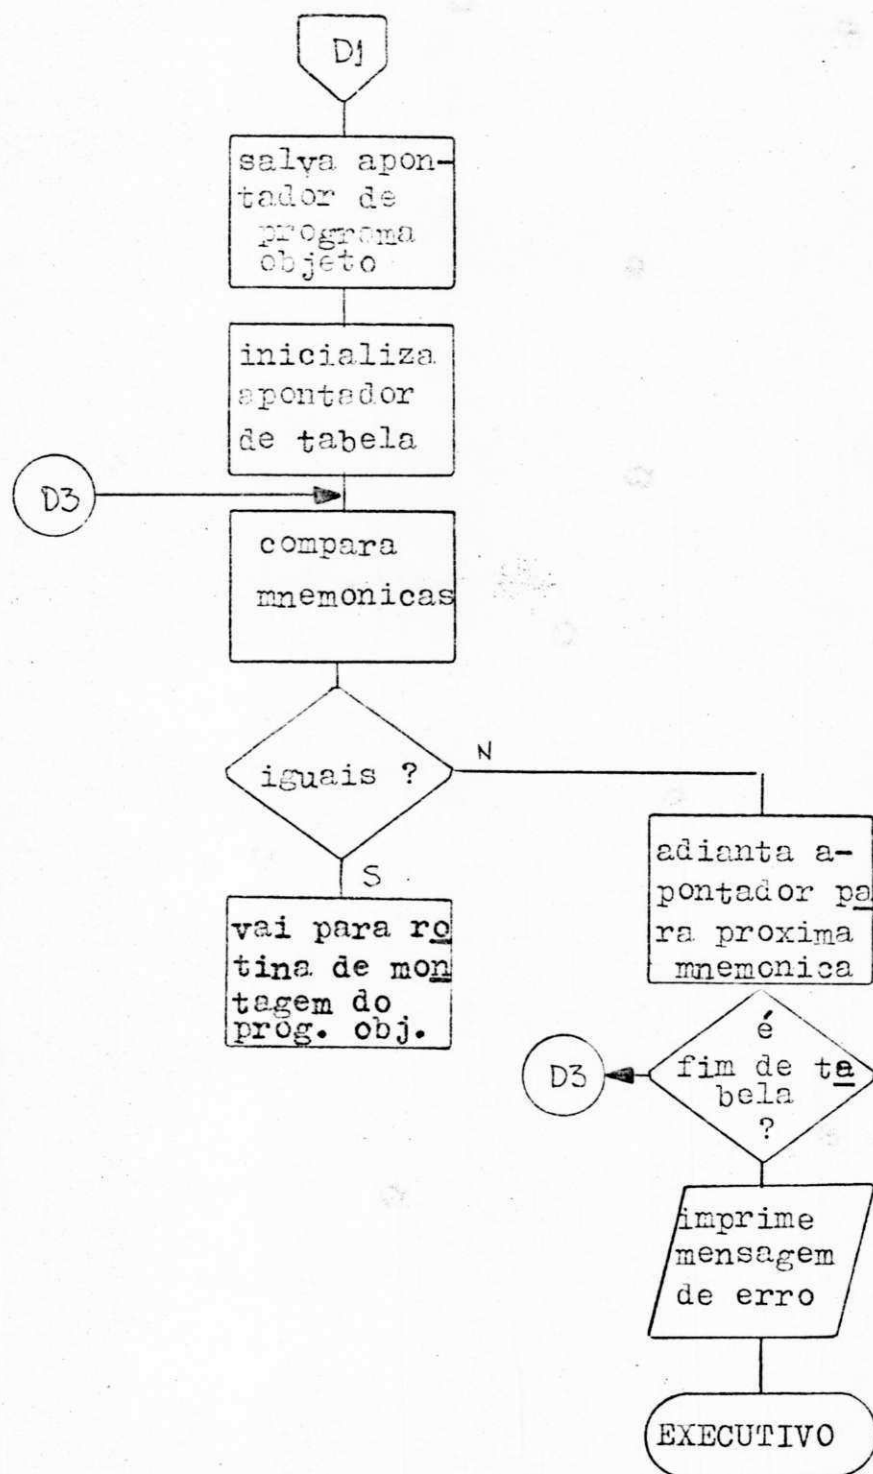 D1
salva apon-
tador de
programa
objeto
inicializa
apontador
de tabela
D3
compara
mnemonicas
iguais ?
N
S
vai para ro
tina de mon
tagem do
prog. obj.
adianta a-
pontador pa
ra proxima
mnemonica
é
fim de ta
bela
?
D3
imprime
mensagem
de erro
EXECUTIVO